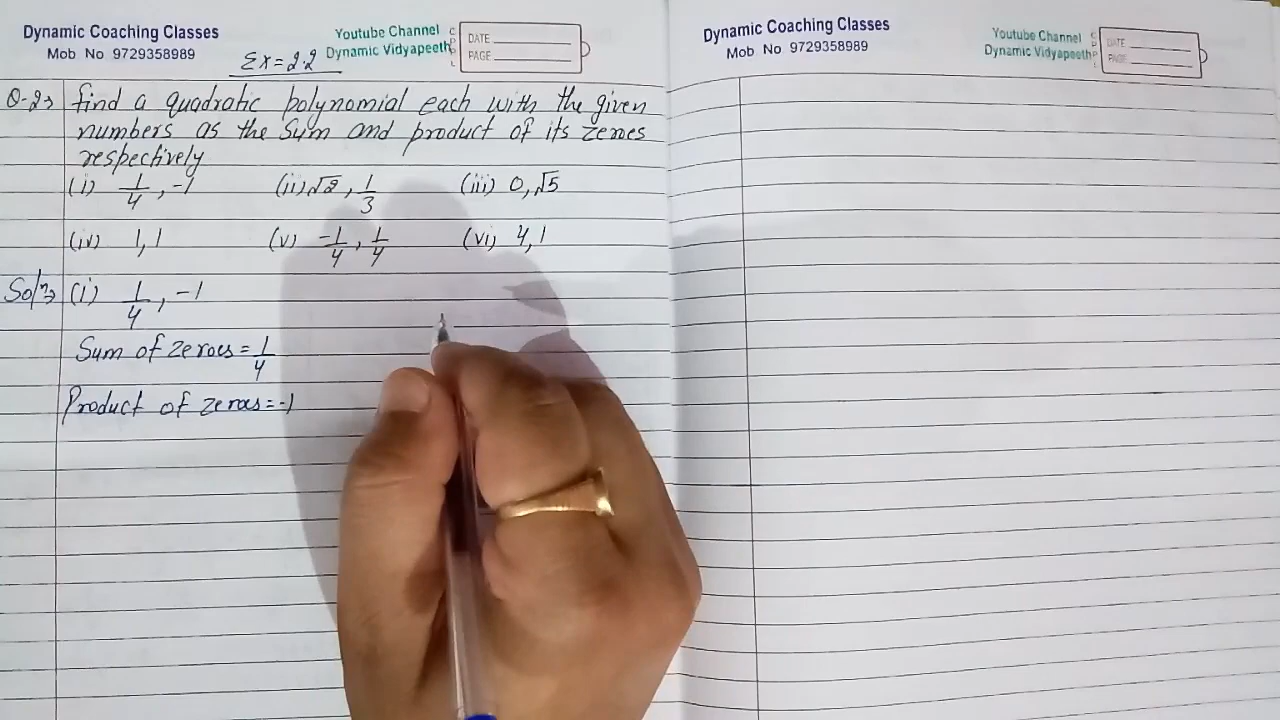 Dynamic Coaching Classes
Mob No 9729358989
Ex = 2.2
Youtube Channel
Dynamic Vidyapeeth
DATE
PAGE
Q-2→ find a quadratic polynomial each with the given
numbers as the sum and product of its zeroes
respectively
(i) 1/4, -1 (ii) √2, 1/3 (iii) 0, √5
(iv) 1, 1 (v) -1/4, 1/4 (vi) 4, 1
Solⁿ→ (i) 1/4, -1
Sum of zeroes = 1/4
Product of zeroes = -1
Dynamic Coaching Classes
Mob No 9729358989
Youtube Channel
Dynamic Vidyapeeth
DATE
PAGE